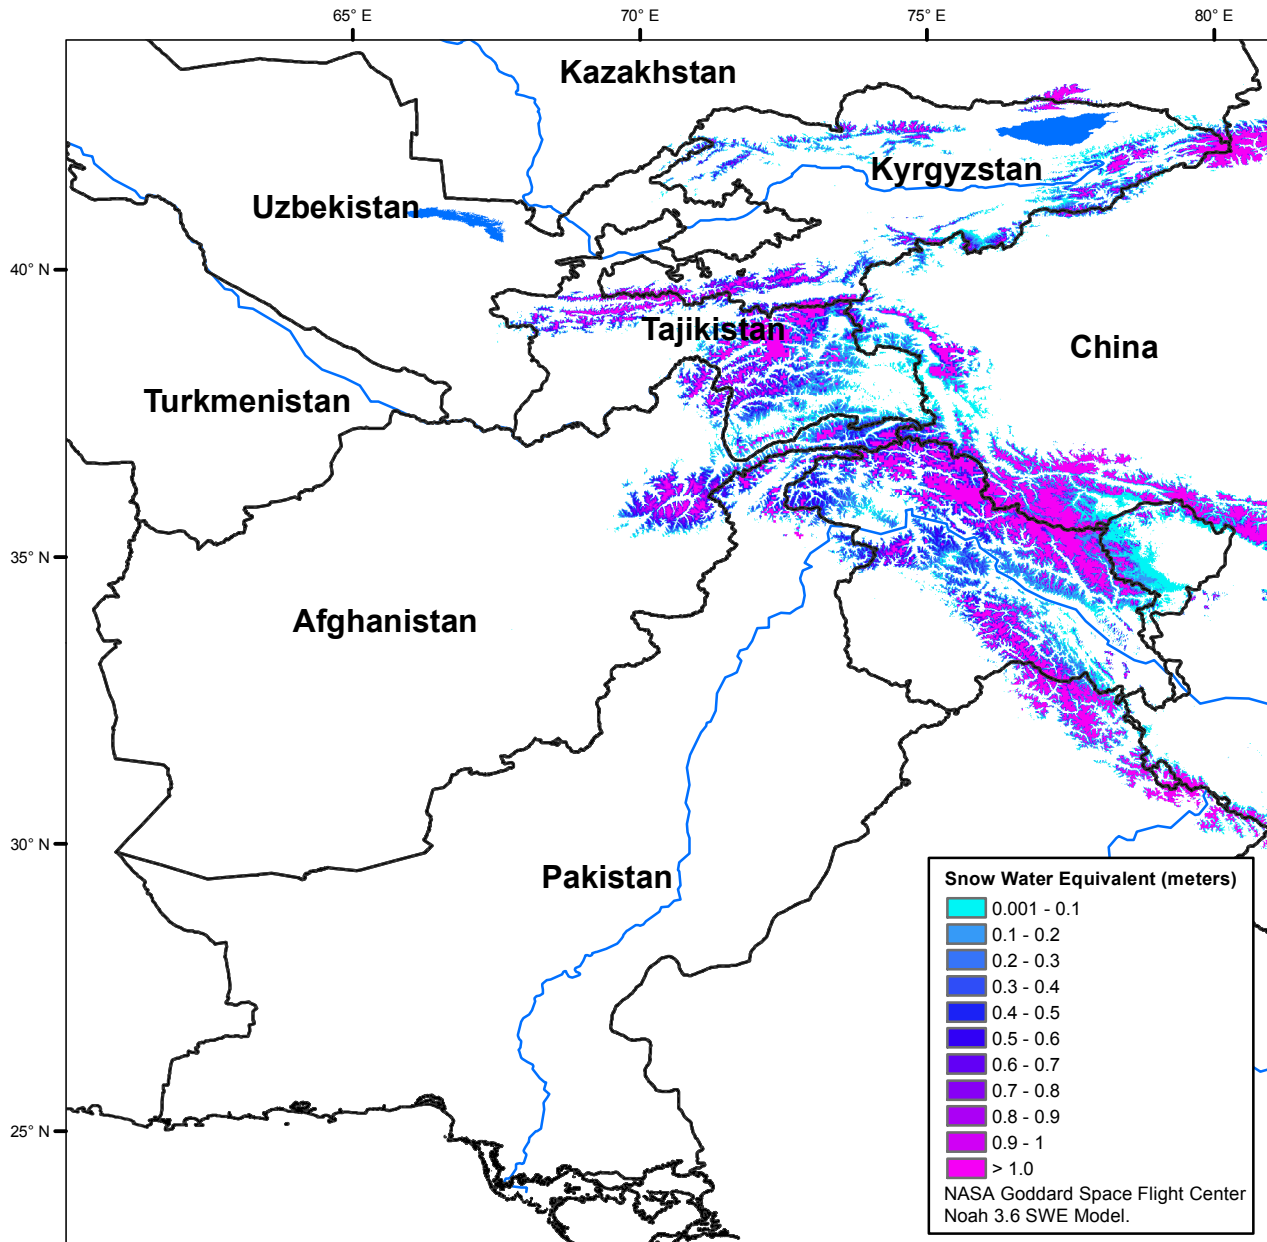 65° E
70° E
75° E
80° E
Kazakhstan
Kyrgyzstan
Uzbekistan
40° N
Tajikistan
China
Turkmenistan
35° N
Afghanistan
30° N
Pakistan
25° N
Snow Water Equivalent (meters)
0.001 - 0.1
0.1 - 0.2
0.2 - 0.3
0.3 - 0.4
0.4 - 0.5
0.5 - 0.6
0.6 - 0.7
0.7 - 0.8
0.8 - 0.9
0.9 - 1
> 1.0
NASA Goddard Space Flight Center
Noah 3.6 SWE Model.